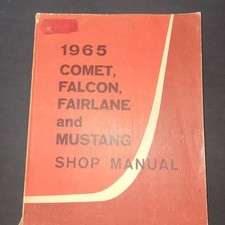 1965
COMET,
FALCON,
FAIRLANE
and
MUSTANG
SHOP MANUAL